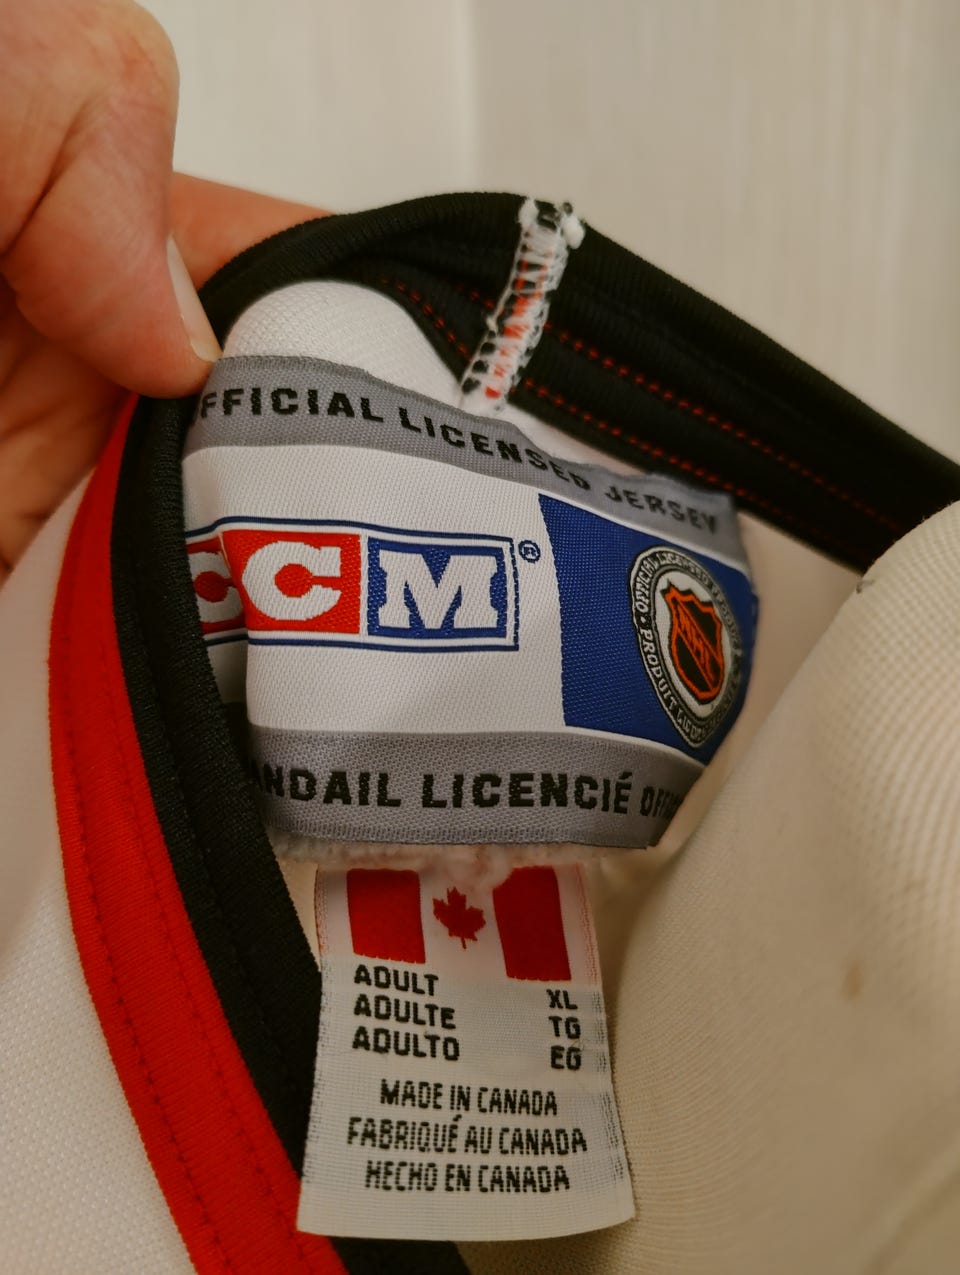 OFFICIAL LICENSED JERSEY
CCM®
NHL
ANDAIL LICENCIÉ
ADULT XL
ADULTE TG
ADULTO EG
MADE IN CANADA
FABRIQUÉ AU CANADA
HECHO EN CANADA